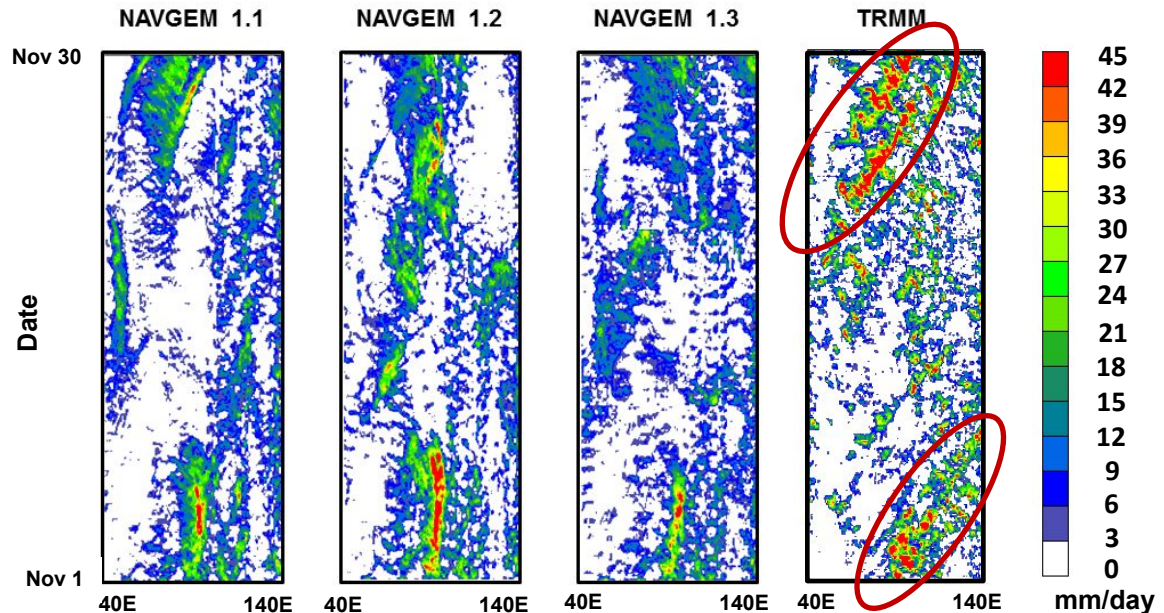 NAVGEM 1.1
NAVGEM 1.2
NAVGEM 1.3
TRMM
Nov 30
Date
Nov 1
40E
140E
40E
140E
40E
140E
40E
140E
45
42
39
36
33
30
27
24
21
18
15
12
9
6
3
0
mm/day